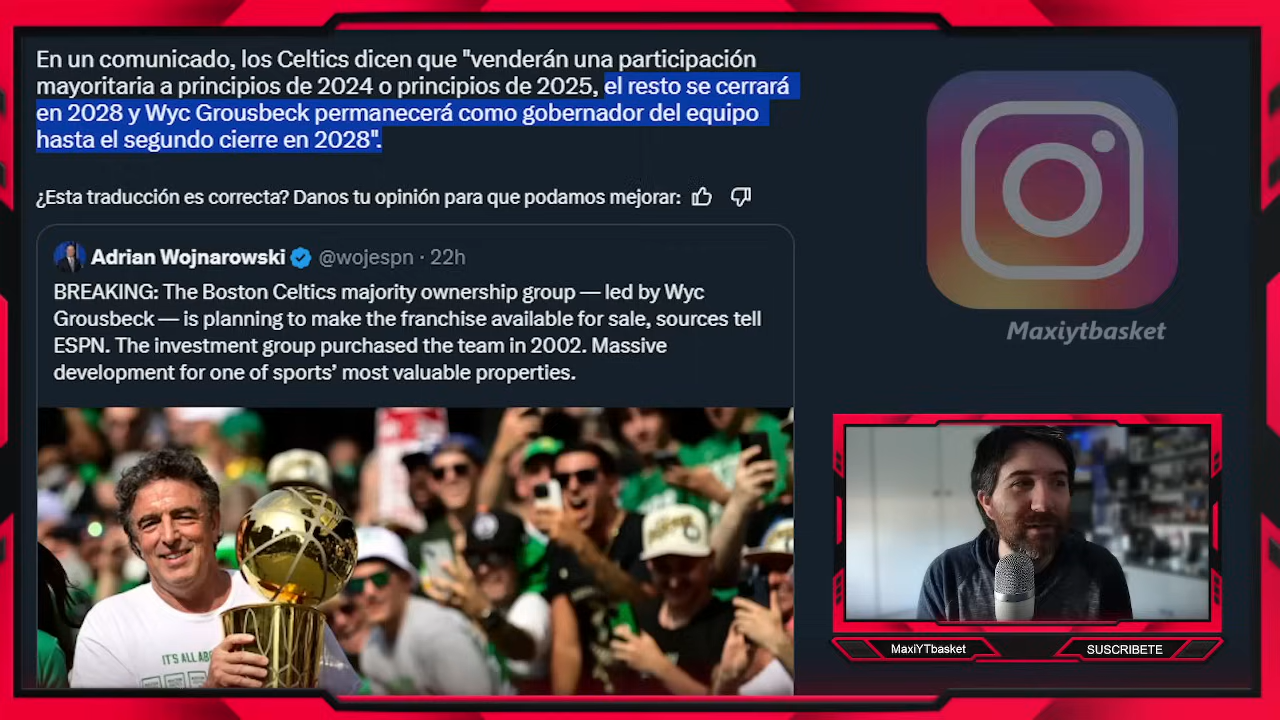 En un comunicado, los Celtics dicen que "venderán una participación
mayoritaria a principios de 2024 o principios de 2025, el resto se cerrará
en 2028 y Wyc Grousbeck permanecerá como gobernador del equipo
hasta el segundo cierre en 2028".
¿Esta traducción es correcta? Danos tu opinión para que podamos mejorar:
Adrian Wojnarowski @wojespn · 22h
BREAKING: The Boston Celtics majority ownership group — led by Wyc
Grousbeck — is planning to make the franchise available for sale, sources tell
ESPN. The investment group purchased the team in 2002. Massive
development for one of sports’ most valuable properties.
IT'S ALL
Maxiytbasket
MaxiYTbasket
SUSCRIBETE